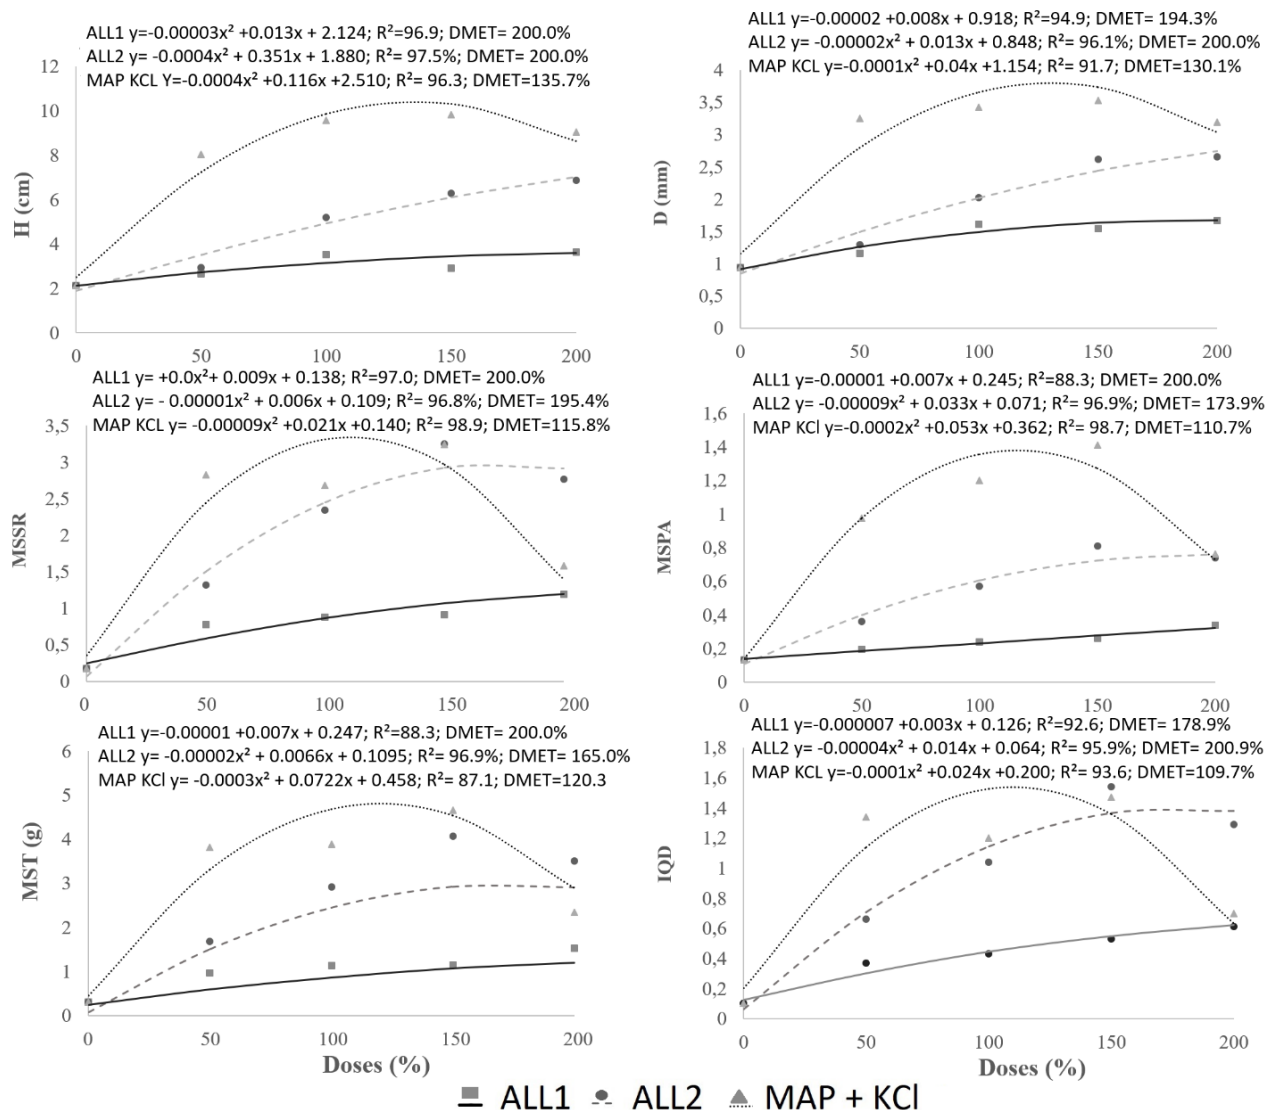 ALL1 y=-0.00003x² +0.013x + 2.124; R²=96.9; DMET= 200.0%
ALL2 y= -0.0004x² + 0.351x + 1.880; R²= 97.5%; DMET= 200.0%
MAP KCL Y=-0.0004x² +0.116x +2.510; R²= 96.3; DMET=135.7%
12
10
8
6
4
2
0
H (cm)
0 50 100 150 200
ALL1 y=-0.00002 +0.008x + 0.918; R²=94.9; DMET= 194.3%
ALL2 y= -0.00002x² + 0.013x + 0.848; R²= 96.1%; DMET= 200.0%
MAP KCL y=-0.0001x² +0.04x +1.154; R²= 91.7; DMET=130.1%
4
3,5
3
2,5
2
1,5
1
0,5
0
D (mm)
0 50 100 150 200
ALL1 y= +0.0x²+ 0.009x + 0.138; R²=97.0; DMET= 200.0%
ALL2 y= - 0.00001x² + 0.006x + 0.109; R²= 96.8%; DMET= 195.4%
MAP KCL y= -0.00009x² +0.021x +0.140; R²= 98.9; DMET=115.8%
3,5
3
2,5
2
1,5
1
0,5
0
MSSR
0 50 100 150 200
ALL1 y=-0.00001 +0.007x + 0.245; R²=88.3; DMET= 200.0%
ALL2 y= -0.00009x² + 0.033x + 0.071; R²= 96.9%; DMET= 173.9%
MAP KCl y=-0.0002x² +0.053x +0.362; R²= 98.7; DMET=110.7%
1,6
1,4
1,2
1
0,8
0,6
0,4
0,2
0
MSPA
0 50 100 150 200
ALL1 y=-0.00001 +0.007x + 0.247; R²=88.3; DMET= 200.0%
ALL2 y= -0.00002x² + 0.0066x + 0.1095; R²= 96.9%; DMET= 165.0%
MAP KCl y= -0.0003x² + 0.0722x + 0.458; R²= 87.1; DMET=120.3
6
5
4
3
2
1
0
MST (g)
0 50 100 150 200
Doses (%)
ALL1 y=-0.000007 +0.003x + 0.126; R²=92.6; DMET= 178.9%
ALL2 y= -0.00004x² + 0.014x + 0.064; R²= 95.9%; DMET= 200.9%
MAP KCL y=-0.0001x² +0.024x +0.200; R²= 93.6; DMET=109.7%
1,8
1,6
1,4
1,2
1
0,8
0,6
0,4
0,2
0
IQD
0 50 100 150 200
Doses (%)
ALL1 ALL2 MAP + KCl